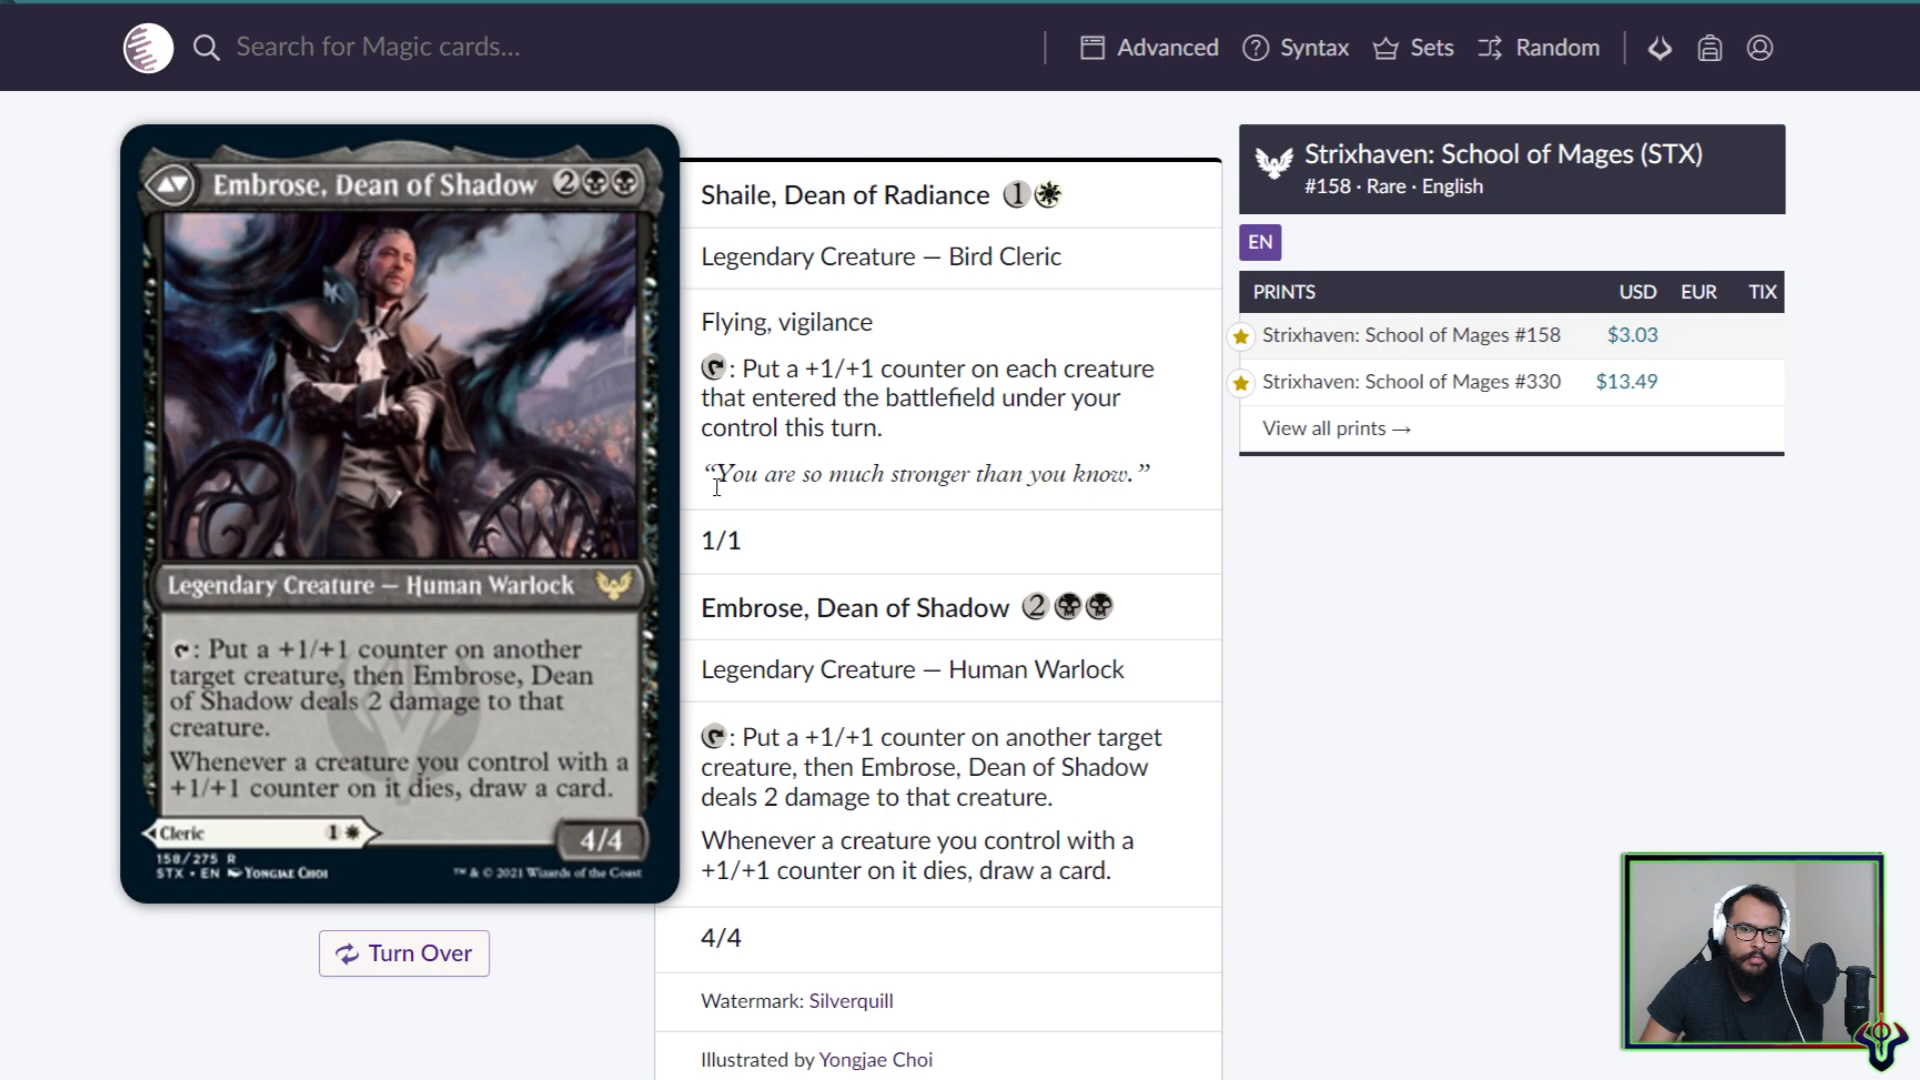 Search for Magic cards...
Advanced
Syntax
Sets
Random
Embrose, Dean of Shadow 2
Legendary Creature — Human Warlock
: Put a +1/+1 counter on another
target creature, then Embrose, Dean
of Shadow deals 2 damage to that
creature.
Whenever a creature you control with a
+1/+1 counter on it dies, draw a card.
Cleric 1
4/4
158/275 R
STX • EN YONGJAE CHOI
™ & © 2021 Wizards of the Coast
Turn Over
Shaile, Dean of Radiance 1
Legendary Creature — Bird Cleric
Flying, vigilance
: Put a +1/+1 counter on each creature
that entered the battlefield under your
control this turn.
“You are so much stronger than you know.”
1/1
Embrose, Dean of Shadow 2
Legendary Creature — Human Warlock
: Put a +1/+1 counter on another target
creature, then Embrose, Dean of Shadow
deals 2 damage to that creature.
Whenever a creature you control with a
+1/+1 counter on it dies, draw a card.
4/4
Watermark: Silverquill
Illustrated by Yongjae Choi
Strixhaven: School of Mages (STX)
#158 · Rare · English
EN
PRINTS USD EUR TIX
Strixhaven: School of Mages #158 $3.03
Strixhaven: School of Mages #330 $13.49
View all prints →